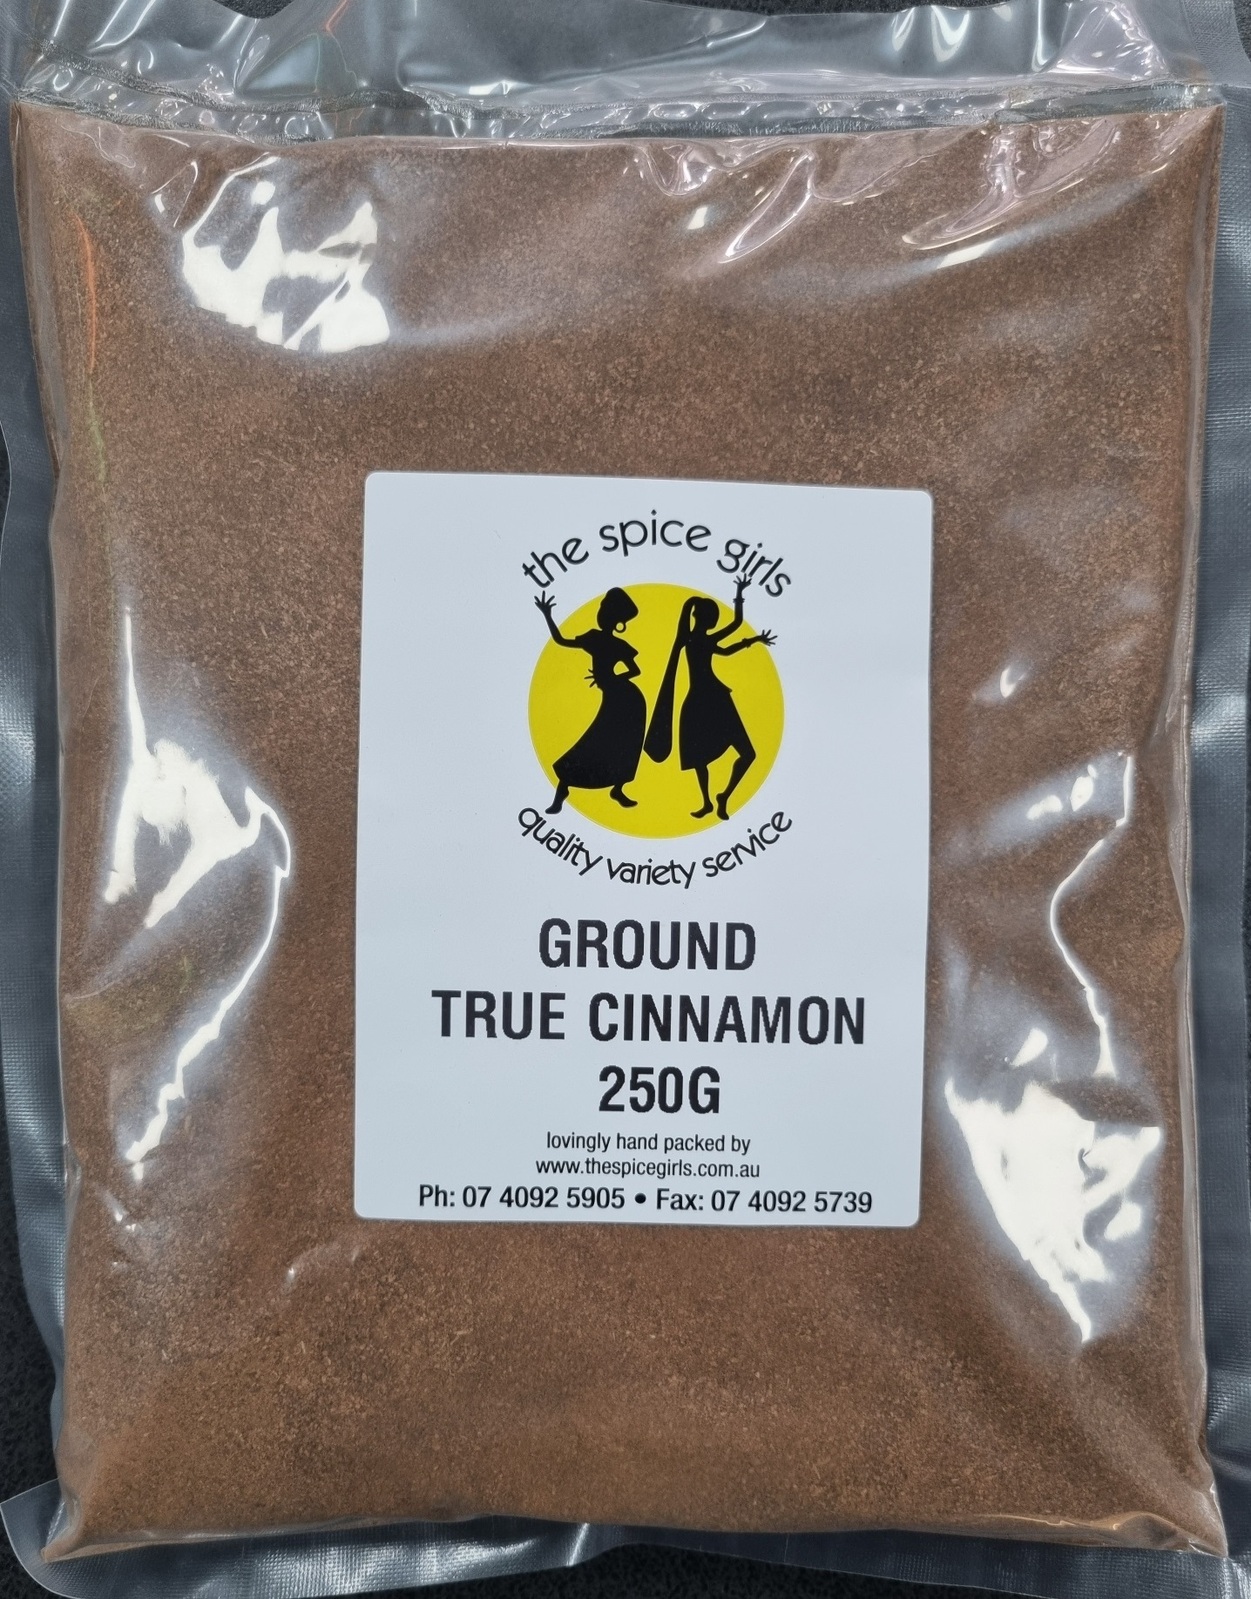 the spice girls
quality variety service
GROUND
TRUE CINNAMON
250G
lovingly hand packed by
www.thespicegirls.com.au
Ph: 07 4092 5905 • Fax: 07 4092 5739